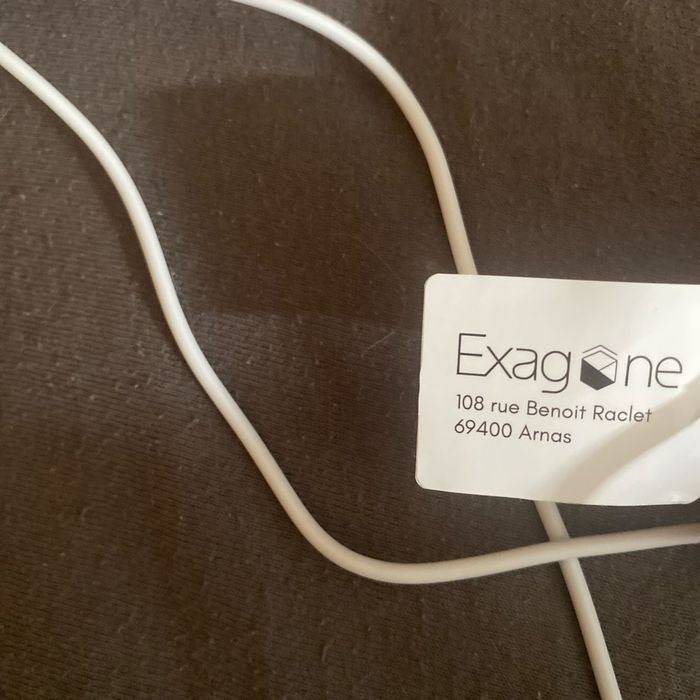 Exagone
108 rue Benoit Raclet
69400 Arnas